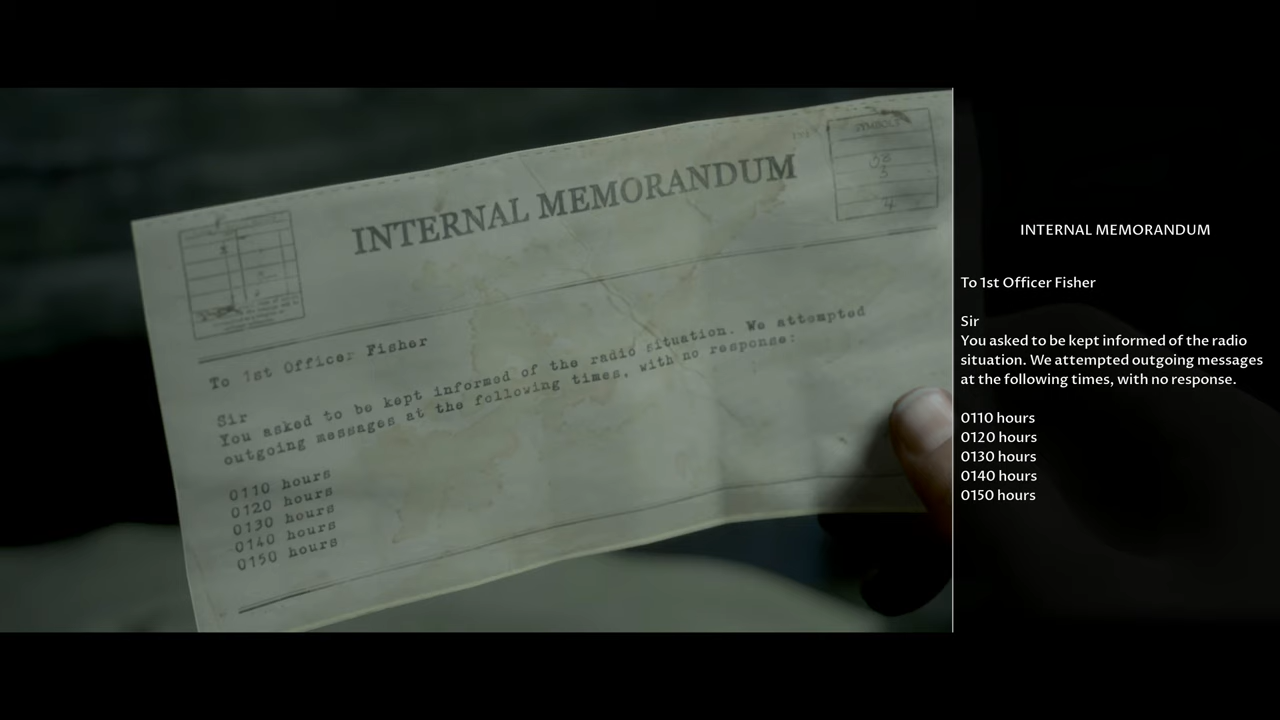 INTERNAL MEMORANDUM
To 1st Officer Fisher
Sir
You asked to be kept informed of the radio situation. We attempted
outgoing messages at the following times, with no response:
0110 hours
0120 hours
0130 hours
0140 hours
0150 hours
INTERNAL MEMORANDUM
To 1st Officer Fisher
Sir
You asked to be kept informed of the radio
situation. We attempted outgoing messages
at the following times, with no response.
0110 hours
0120 hours
0130 hours
0140 hours
0150 hours